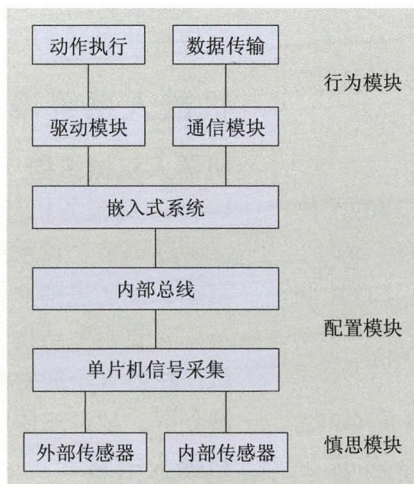 动作执行 数据传输
行为模块
驱动模块 通信模块
嵌入式系统
内部总线
配置模块
单片机信号采集
外部传感器 内部传感器 慎思模块